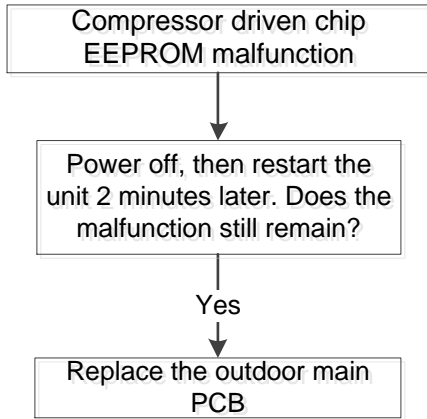 Compressor driven chip
EEPROM malfunction
Power off, then restart the
unit 2 minutes later. Does the
malfunction still remain?
Yes
Replace the outdoor main
PCB